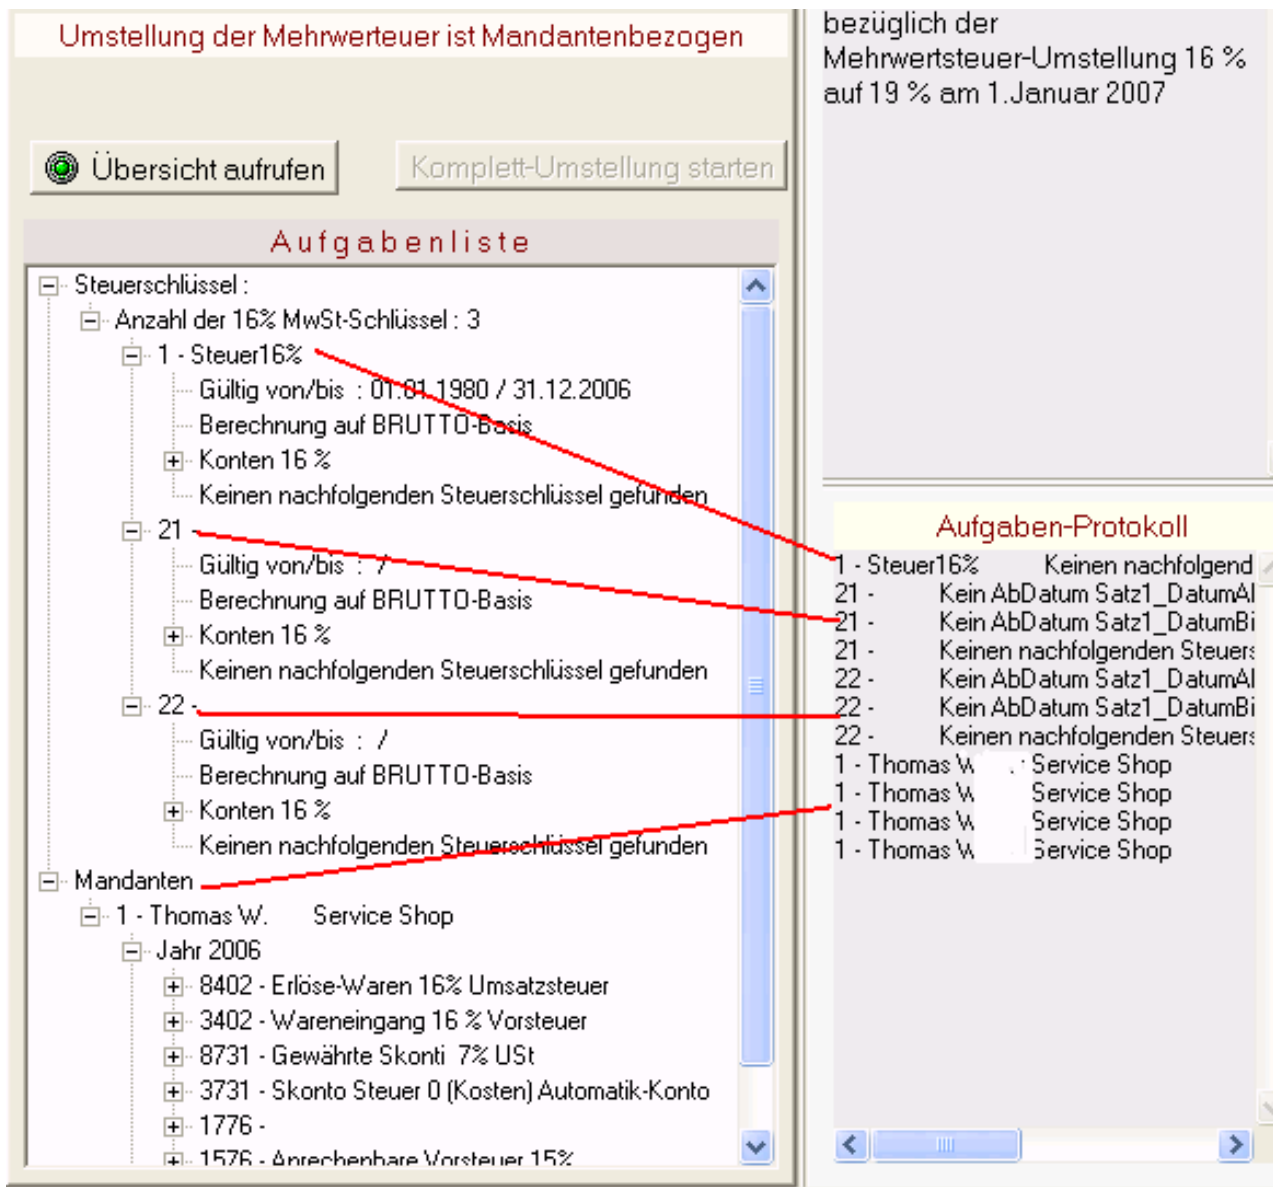 Umstellung der Mehrwerteuer ist Mandantenbezogen
Übersicht aufrufen
Komplett-Umstellung starten
Aufgabenliste
Steuerschlüssel :
Anzahl der 16% MwSt-Schlüssel : 3
1 - Steuer16%
Gültig von/bis : 01.01.1980 / 31.12.2006
Berechnung auf BRUTTO-Basis
Konten 16 %
Keinen nachfolgenden Steuerschlüssel gefunden
21 -
Gültig von/bis : /
Berechnung auf BRUTTO-Basis
Konten 16 %
Keinen nachfolgenden Steuerschlüssel gefunden
22 -
Gültig von/bis : /
Berechnung auf BRUTTO-Basis
Konten 16 %
Keinen nachfolgenden Steuerschlüssel gefunden
Mandanten
1 - Thomas W. Service Shop
Jahr 2006
8402 - Erlöse-Waren 16% Umsatzsteuer
3402 - Wareneingang 16 % Vorsteuer
8731 - Gewährte Skonti 7% USt
3731 - Skonto Steuer 0 (Kosten) Automatik-Konto
1776 -
1576 - Anrechenbare Vorsteuer 15%
bezüglich der
Mehrwertsteuer-Umstellung 16 %
auf 19 % am 1.Januar 2007
Aufgaben-Protokoll
1 - Steuer16% Keinen nachfolgend
21 - Kein AbDatum Satz1_DatumAl
21 - Kein AbDatum Satz1_DatumBi
21 - Keinen nachfolgenden Steuers
22 - Kein AbDatum Satz1_DatumAl
22 - Kein AbDatum Satz1_DatumBi
22 - Keinen nachfolgenden Steuers
1 - Thomas W Service Shop
1 - Thomas W Service Shop
1 - Thomas W Service Shop
1 - Thomas W Service Shop